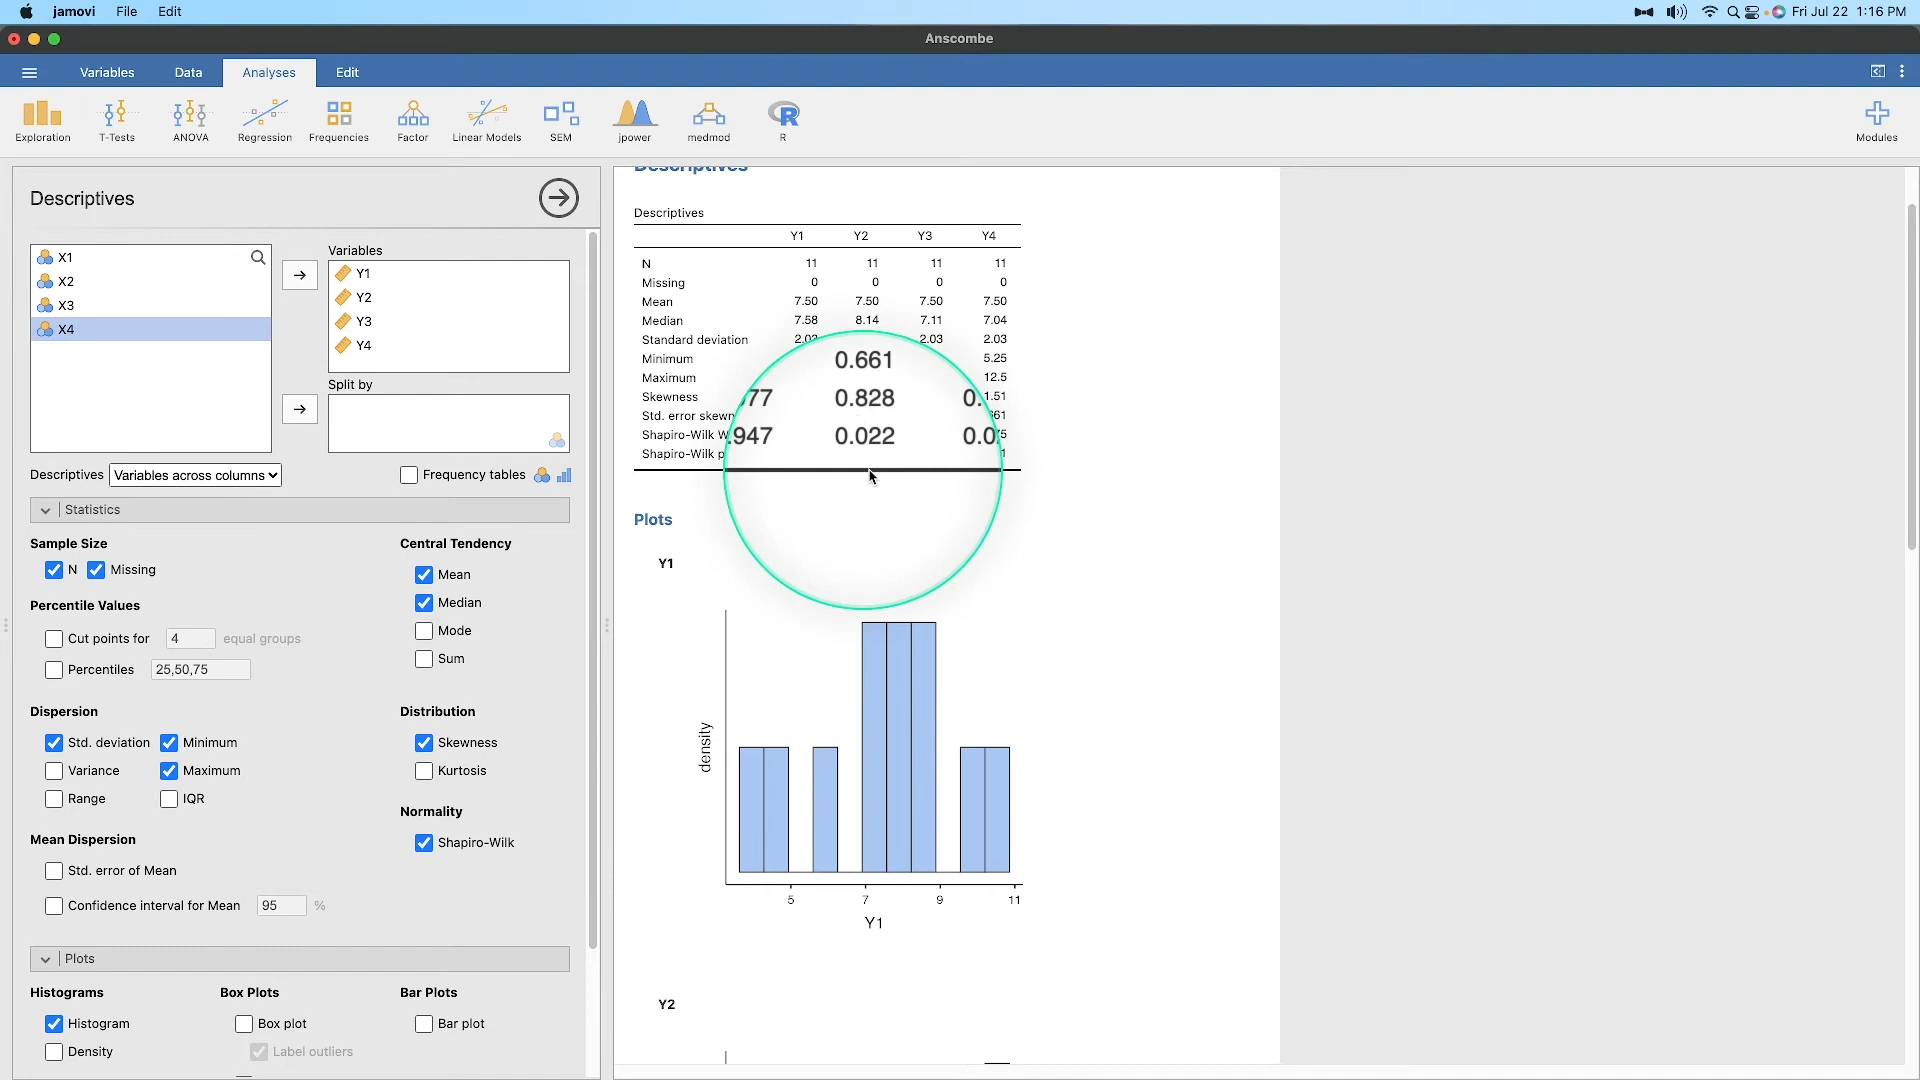 jamovi File Edit Fri Jul 22 1:16 PM
Anscombe
Variables Data Analyses Edit
Exploration T-Tests ANOVA Regression Frequencies Factor Linear Models SEM jpower medmod R Modules
Descriptives
X1
X2
X3
X4
Variables
Y1
Y2
Y3
Y4
Split by
Descriptives Variables across columns Frequency tables
Statistics
Sample Size
N Missing
Percentile Values
Cut points for 4 equal groups
Percentiles 25,50,75
Central Tendency
Mean
Median
Mode
Sum
Dispersion
Std. deviation Minimum
Variance Maximum
Range IQR
Distribution
Skewness
Kurtosis
Mean Dispersion
Std. error of Mean
Confidence interval for Mean 95 %
Normality
Shapiro-Wilk
Plots
Histograms Box Plots Bar Plots
Histogram Box plot Bar plot
Density Label outliers
Descriptives
Descriptives
Y1 Y2 Y3 Y4
N 11 11 11 11
Missing 0 0 0 0
Mean 7.50 7.50 7.50 7.50
Median 7.58 8.14 7.11 7.04
Standard deviation 2.03 2.03
Minimum 0.661 5.25
Maximum 12.5
Skewness 77 0.828 0. 1.51
Std. error skewn 661
Shapiro-Wilk W .947 0.022 0.0
Shapiro-Wilk p
Plots
Y1
density
5 7 9 11
Y1
Y2